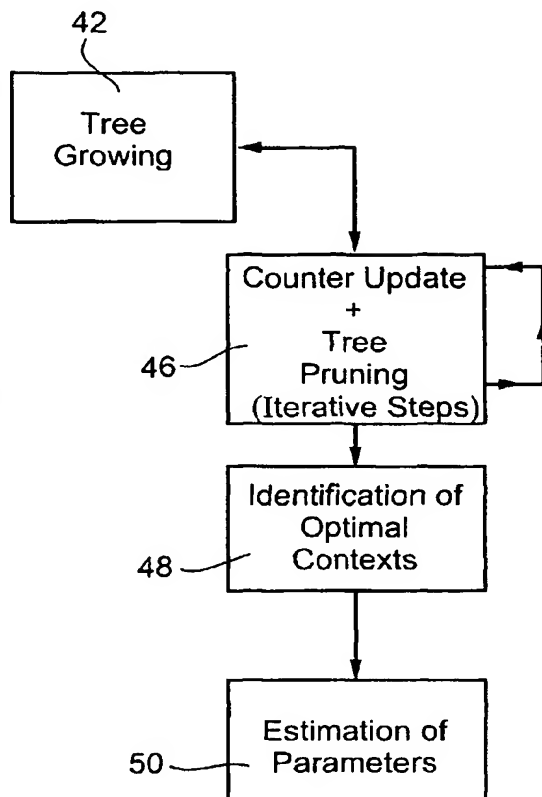 42
Tree
Growing
Counter Update
+
Tree
Pruning
(Iterative Steps)
46
Identification of
Optimal
Contexts
48
Estimation of
Parameters
50